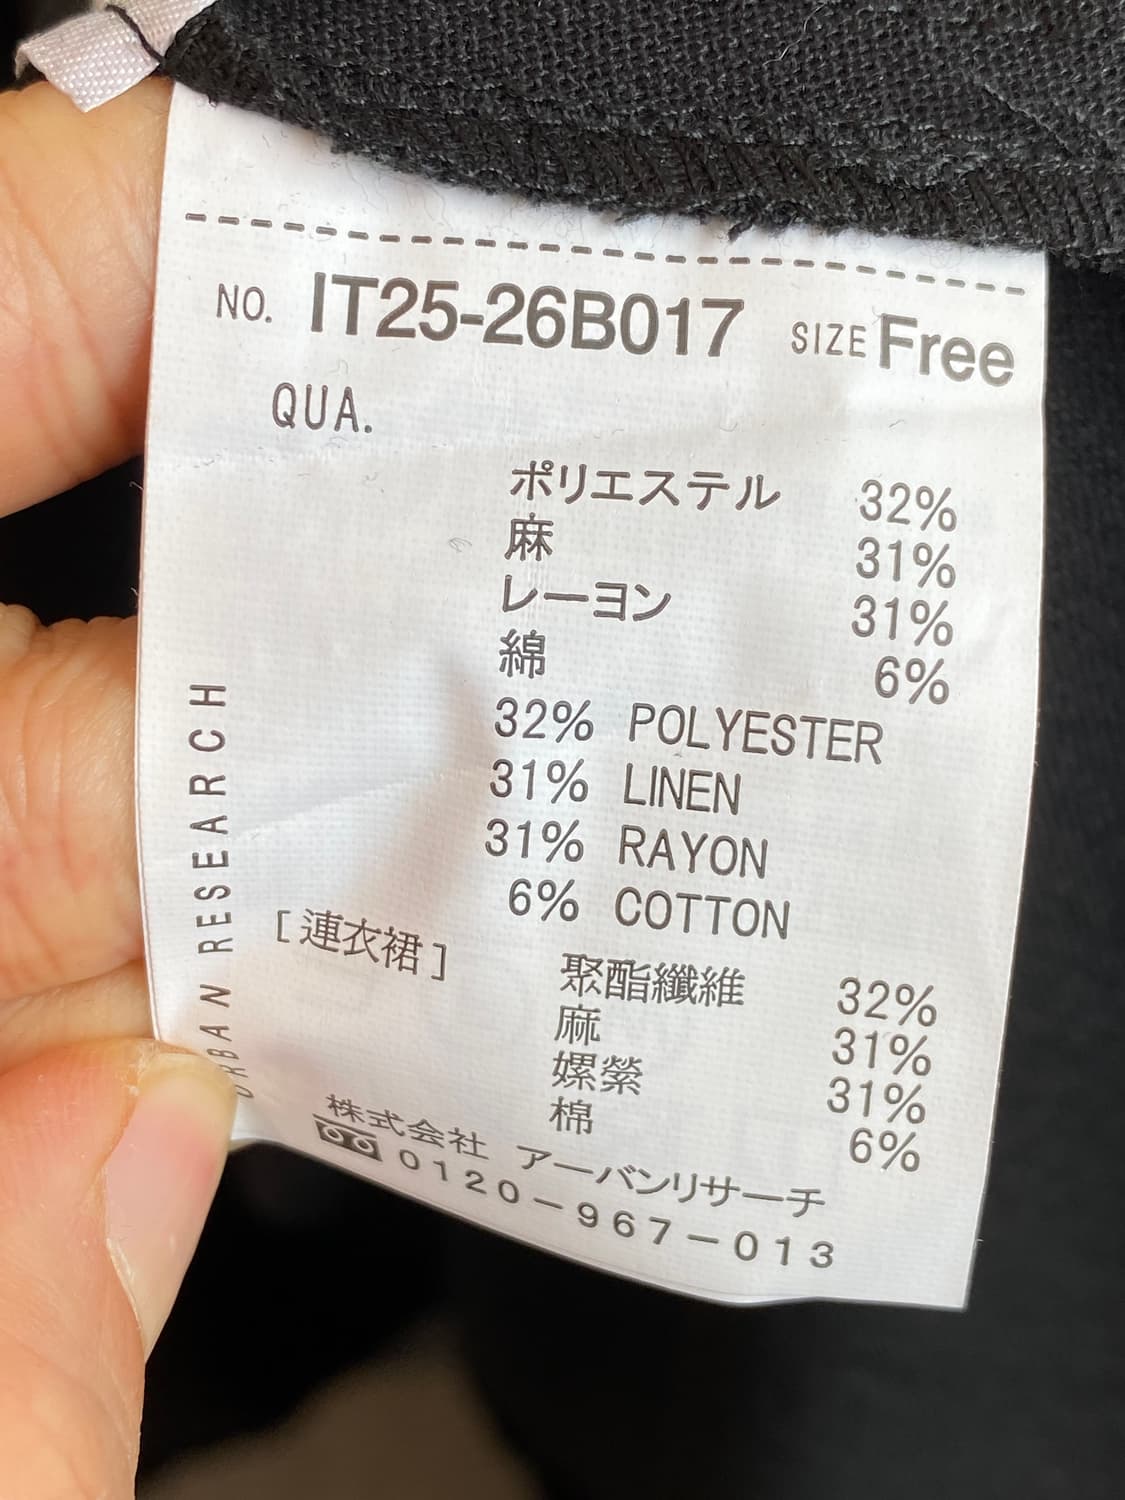 NO. IT25-26B017 SIZE Free
QUA.
ポリエステル 32%
麻 31%
レーヨン 31%
綿 6%
32% POLYESTER
31% LINEN
31% RAYON
6% COTTON
[連衣裙]
聚酯纖維 32%
麻 31%
嫘縈 31%
棉 6%
株式会社 アーバンリサーチ
0120-967-013
URBAN RESEARCH